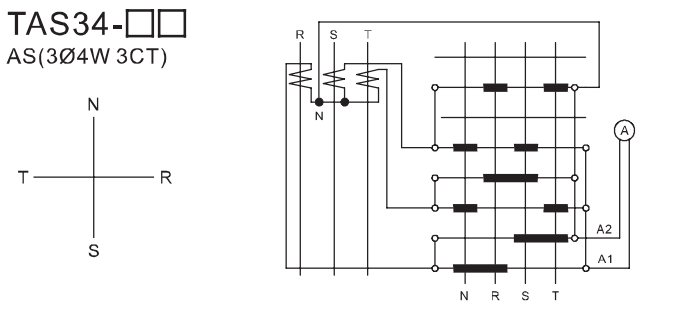 TAS34-□□
AS(3Ø4W 3CT)
N
T R
S
R S T
N
A
A2
A1
N R S T